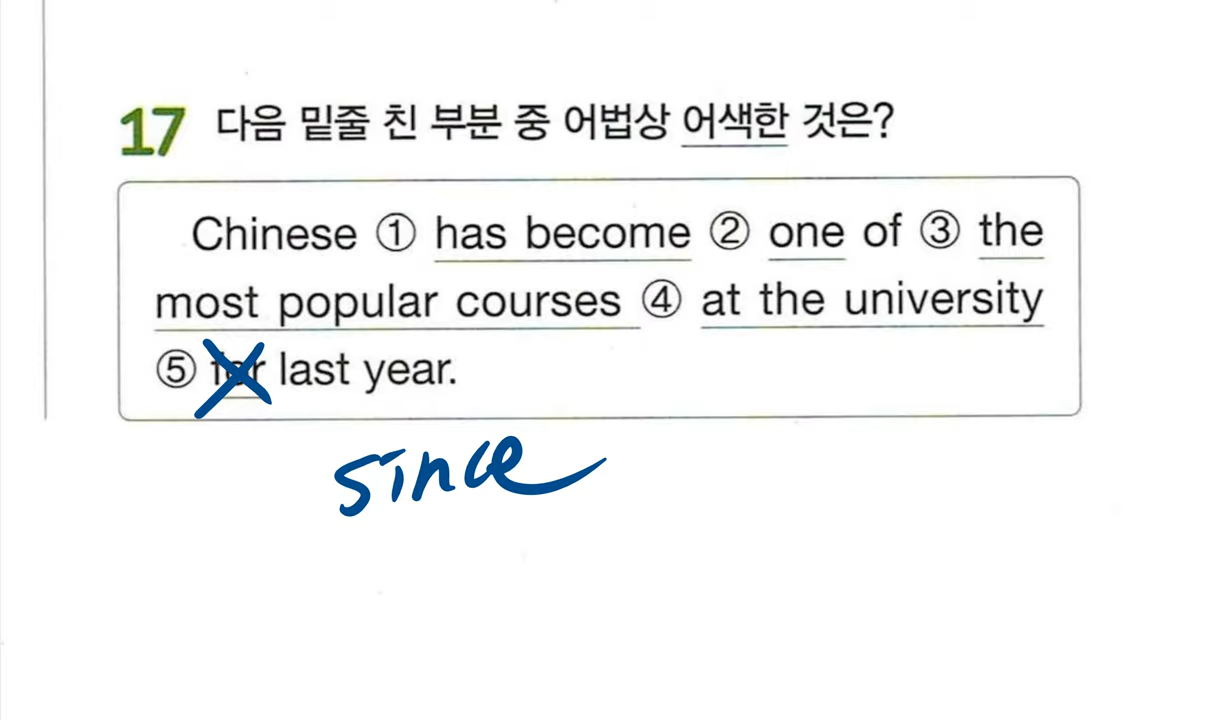 17 다음 밑줄 친 부분 중 어법상 어색한 것은?
Chinese ① has become ② one of ③ the
most popular courses ④ at the university
⑤ for last year.
since